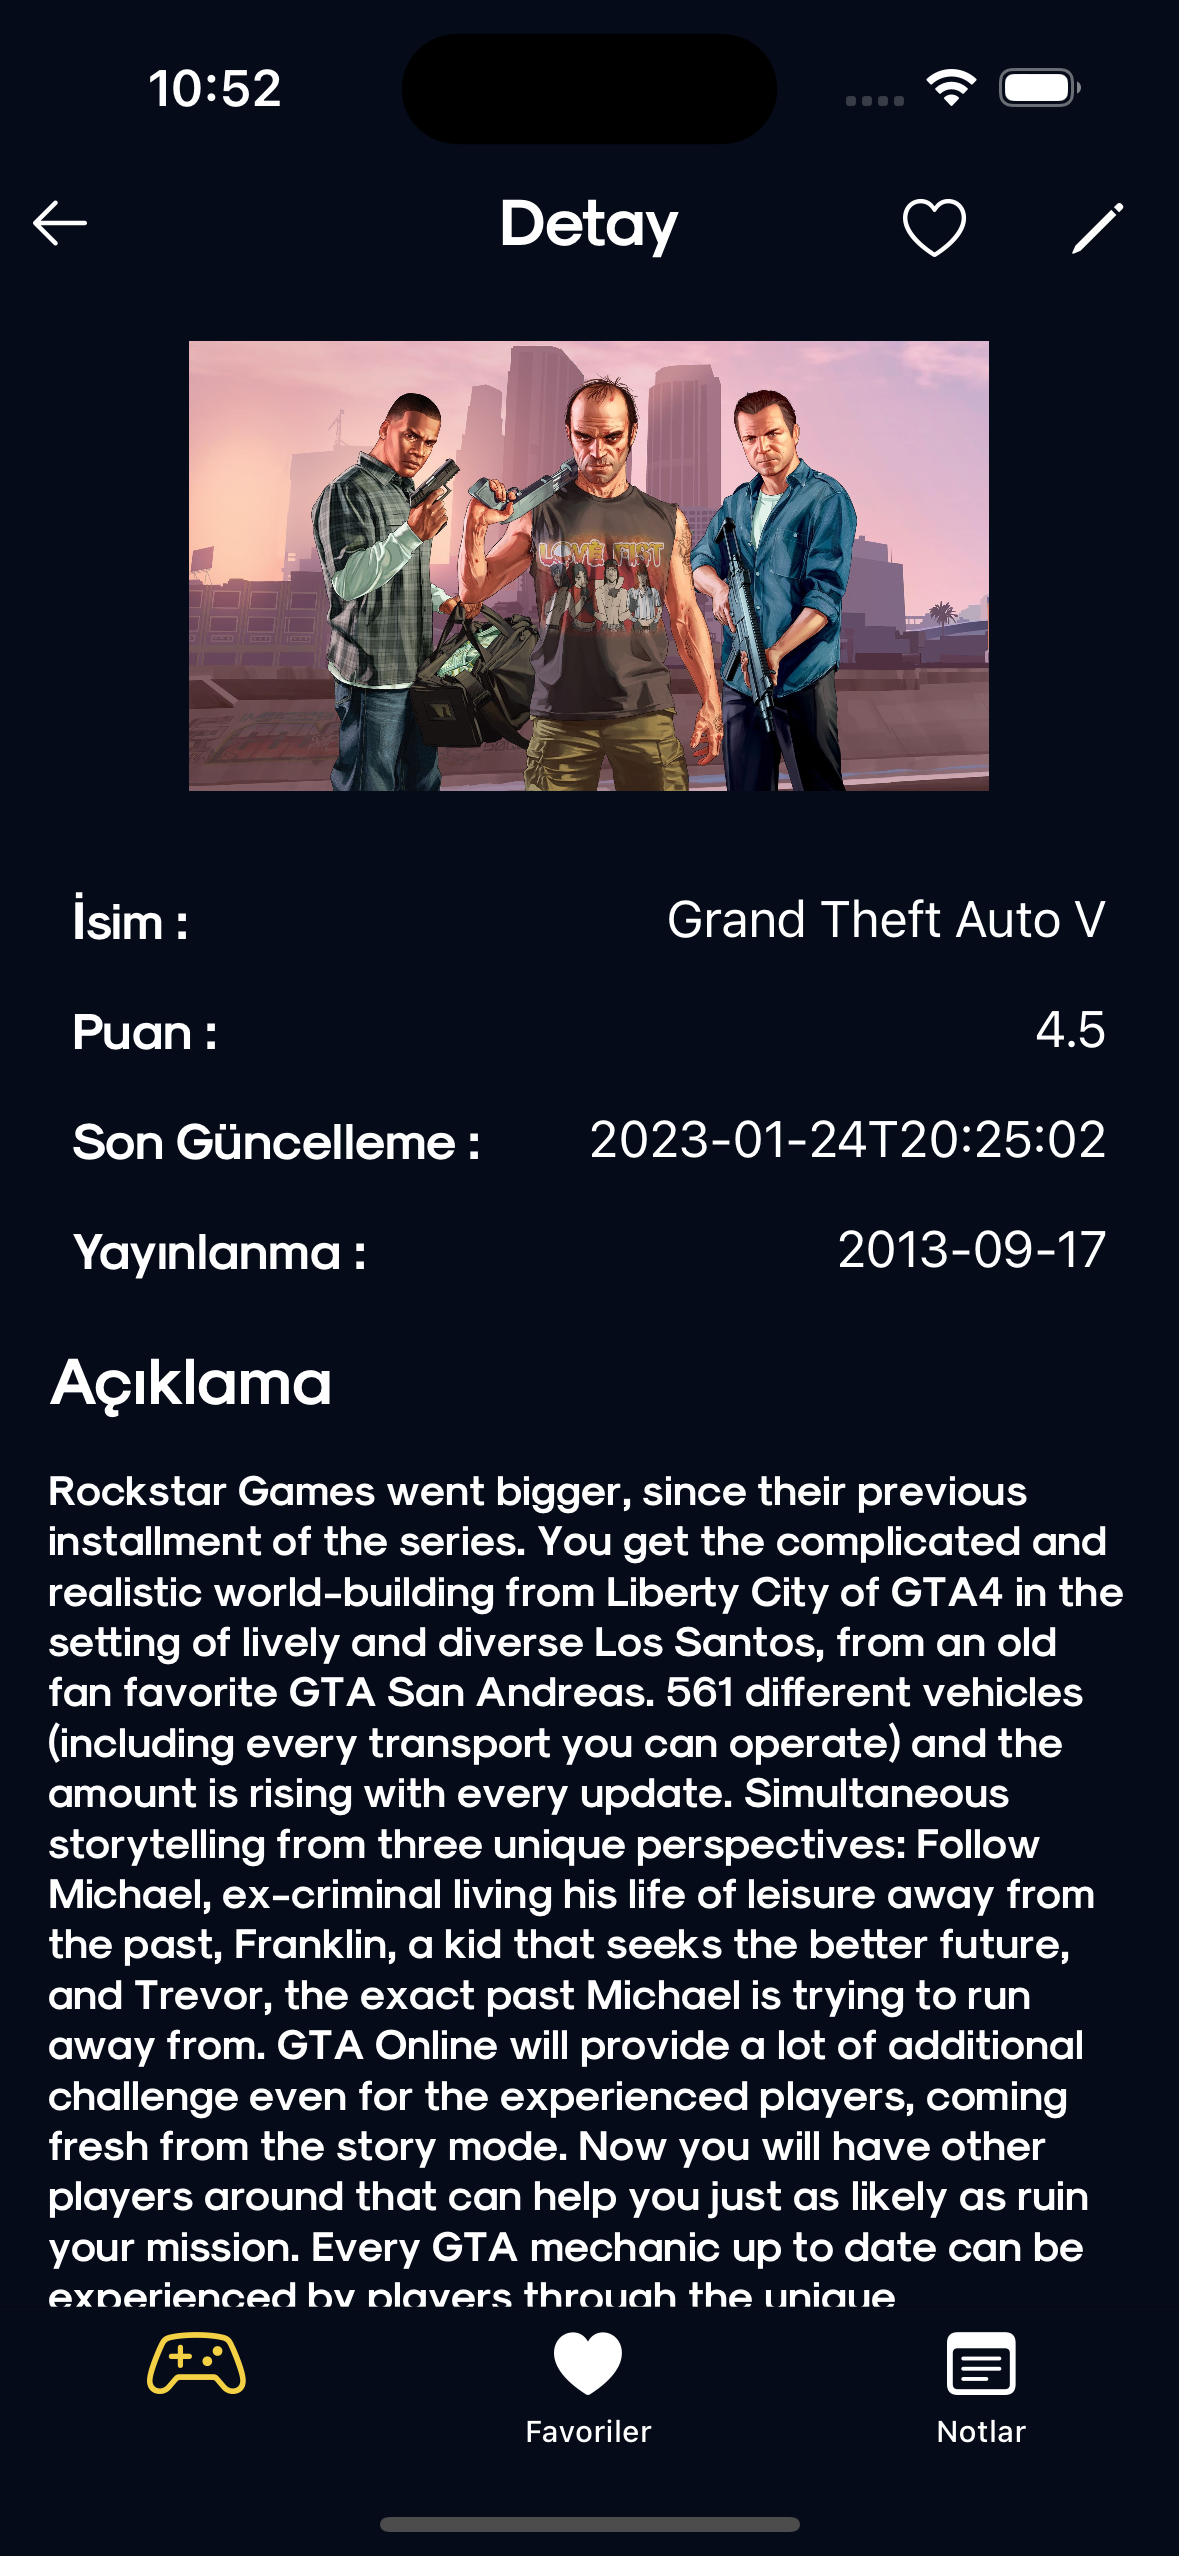 10:52
Detay
LOVE FIST
İsim :
Grand Theft Auto V
Puan :
4.5
Son Güncelleme :
2023-01-24T20:25:02
Yayınlanma :
2013-09-17
Açıklama
Rockstar Games went bigger, since their previous
installment of the series. You get the complicated and
realistic world-building from Liberty City of GTA4 in the
setting of lively and diverse Los Santos, from an old
fan favorite GTA San Andreas. 561 different vehicles
(including every transport you can operate) and the
amount is rising with every update. Simultaneous
storytelling from three unique perspectives: Follow
Michael, ex-criminal living his life of leisure away from
the past, Franklin, a kid that seeks the better future,
and Trevor, the exact past Michael is trying to run
away from. GTA Online will provide a lot of additional
challenge even for the experienced players, coming
fresh from the story mode. Now you will have other
players around that can help you just as likely as ruin
your mission. Every GTA mechanic up to date can be
experienced by players through the unique
Favoriler
Notlar